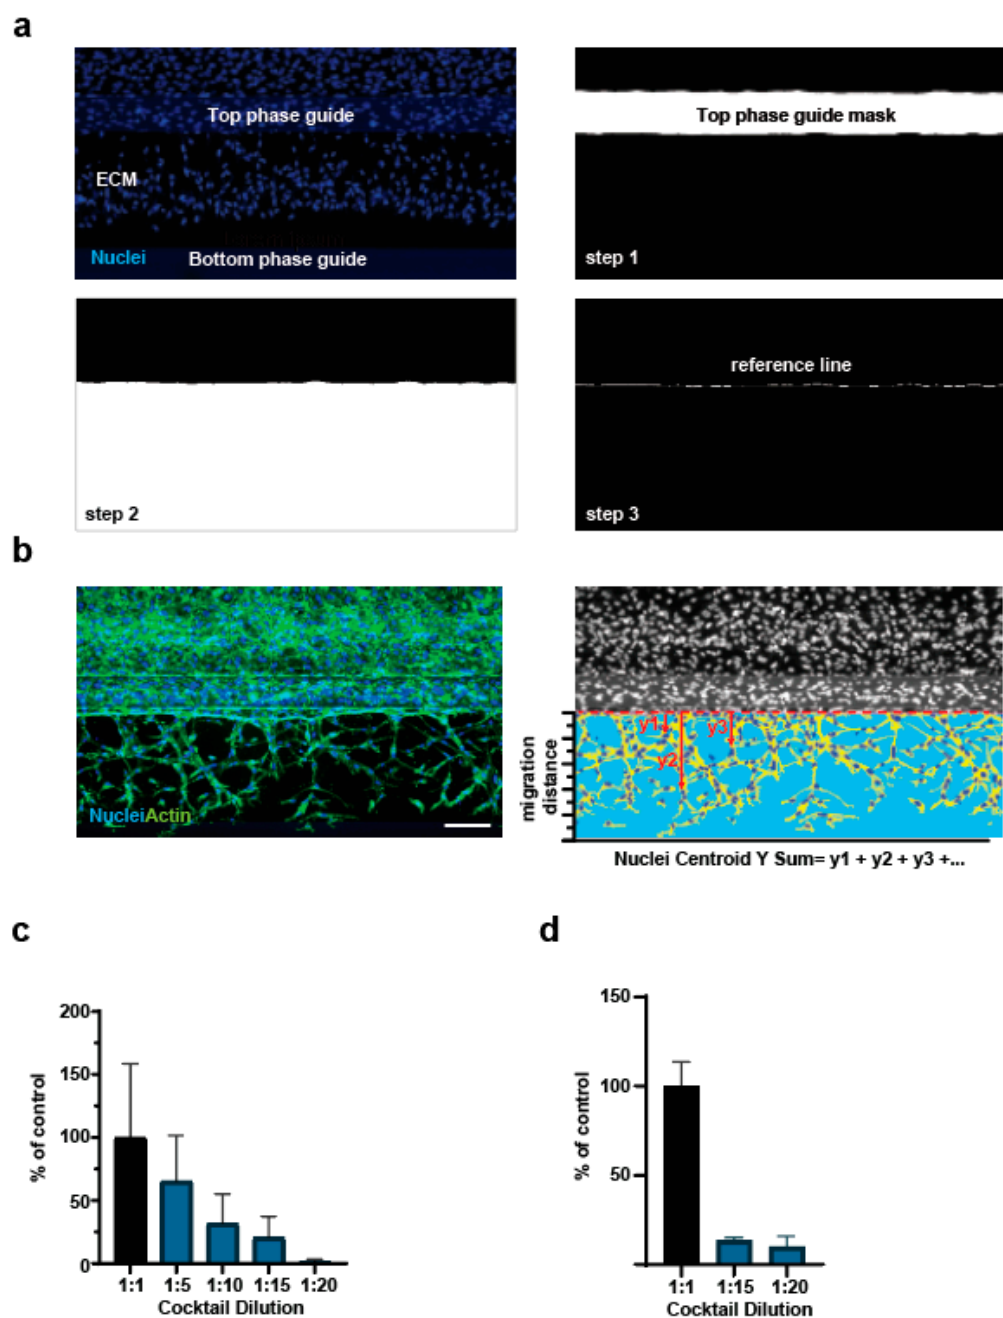 a
Top phase guide
ECM
Nuclei
Bottom phase guide
Top phase guide mask
step 1
step 2
reference line
step 3
b
NucleiActin
migration distance
y1
y2
y3
Nuclei Centroid Y Sum= y1 + y2 + y3 +...
c
% of control
200
150
100
50
0
1:1 1:5 1:10 1:15 1:20
Cocktail Dilution
d
% of control
150
100
50
1:1 1:15 1:20
Cocktail Dilution